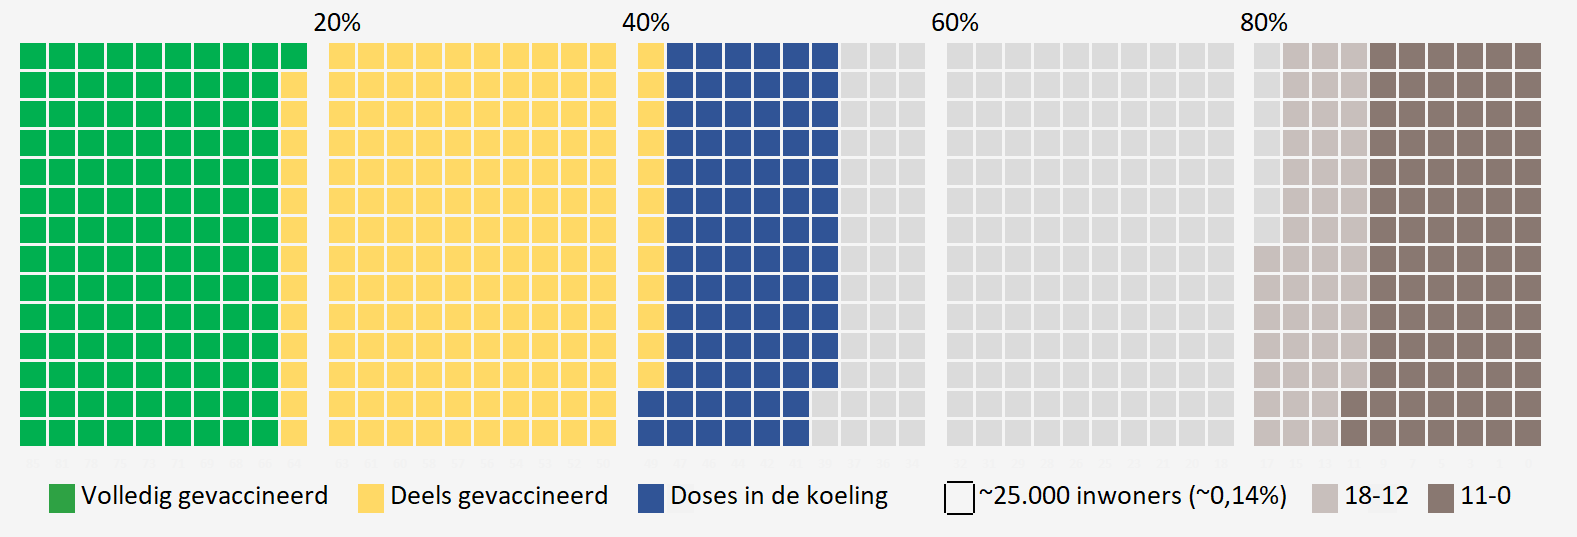 20% 40% 60% 80%
Volledig gevaccineerd Deels gevaccineerd Doses in de koeling ~25.000 inwoners (~0,14%) 18-12 11-0